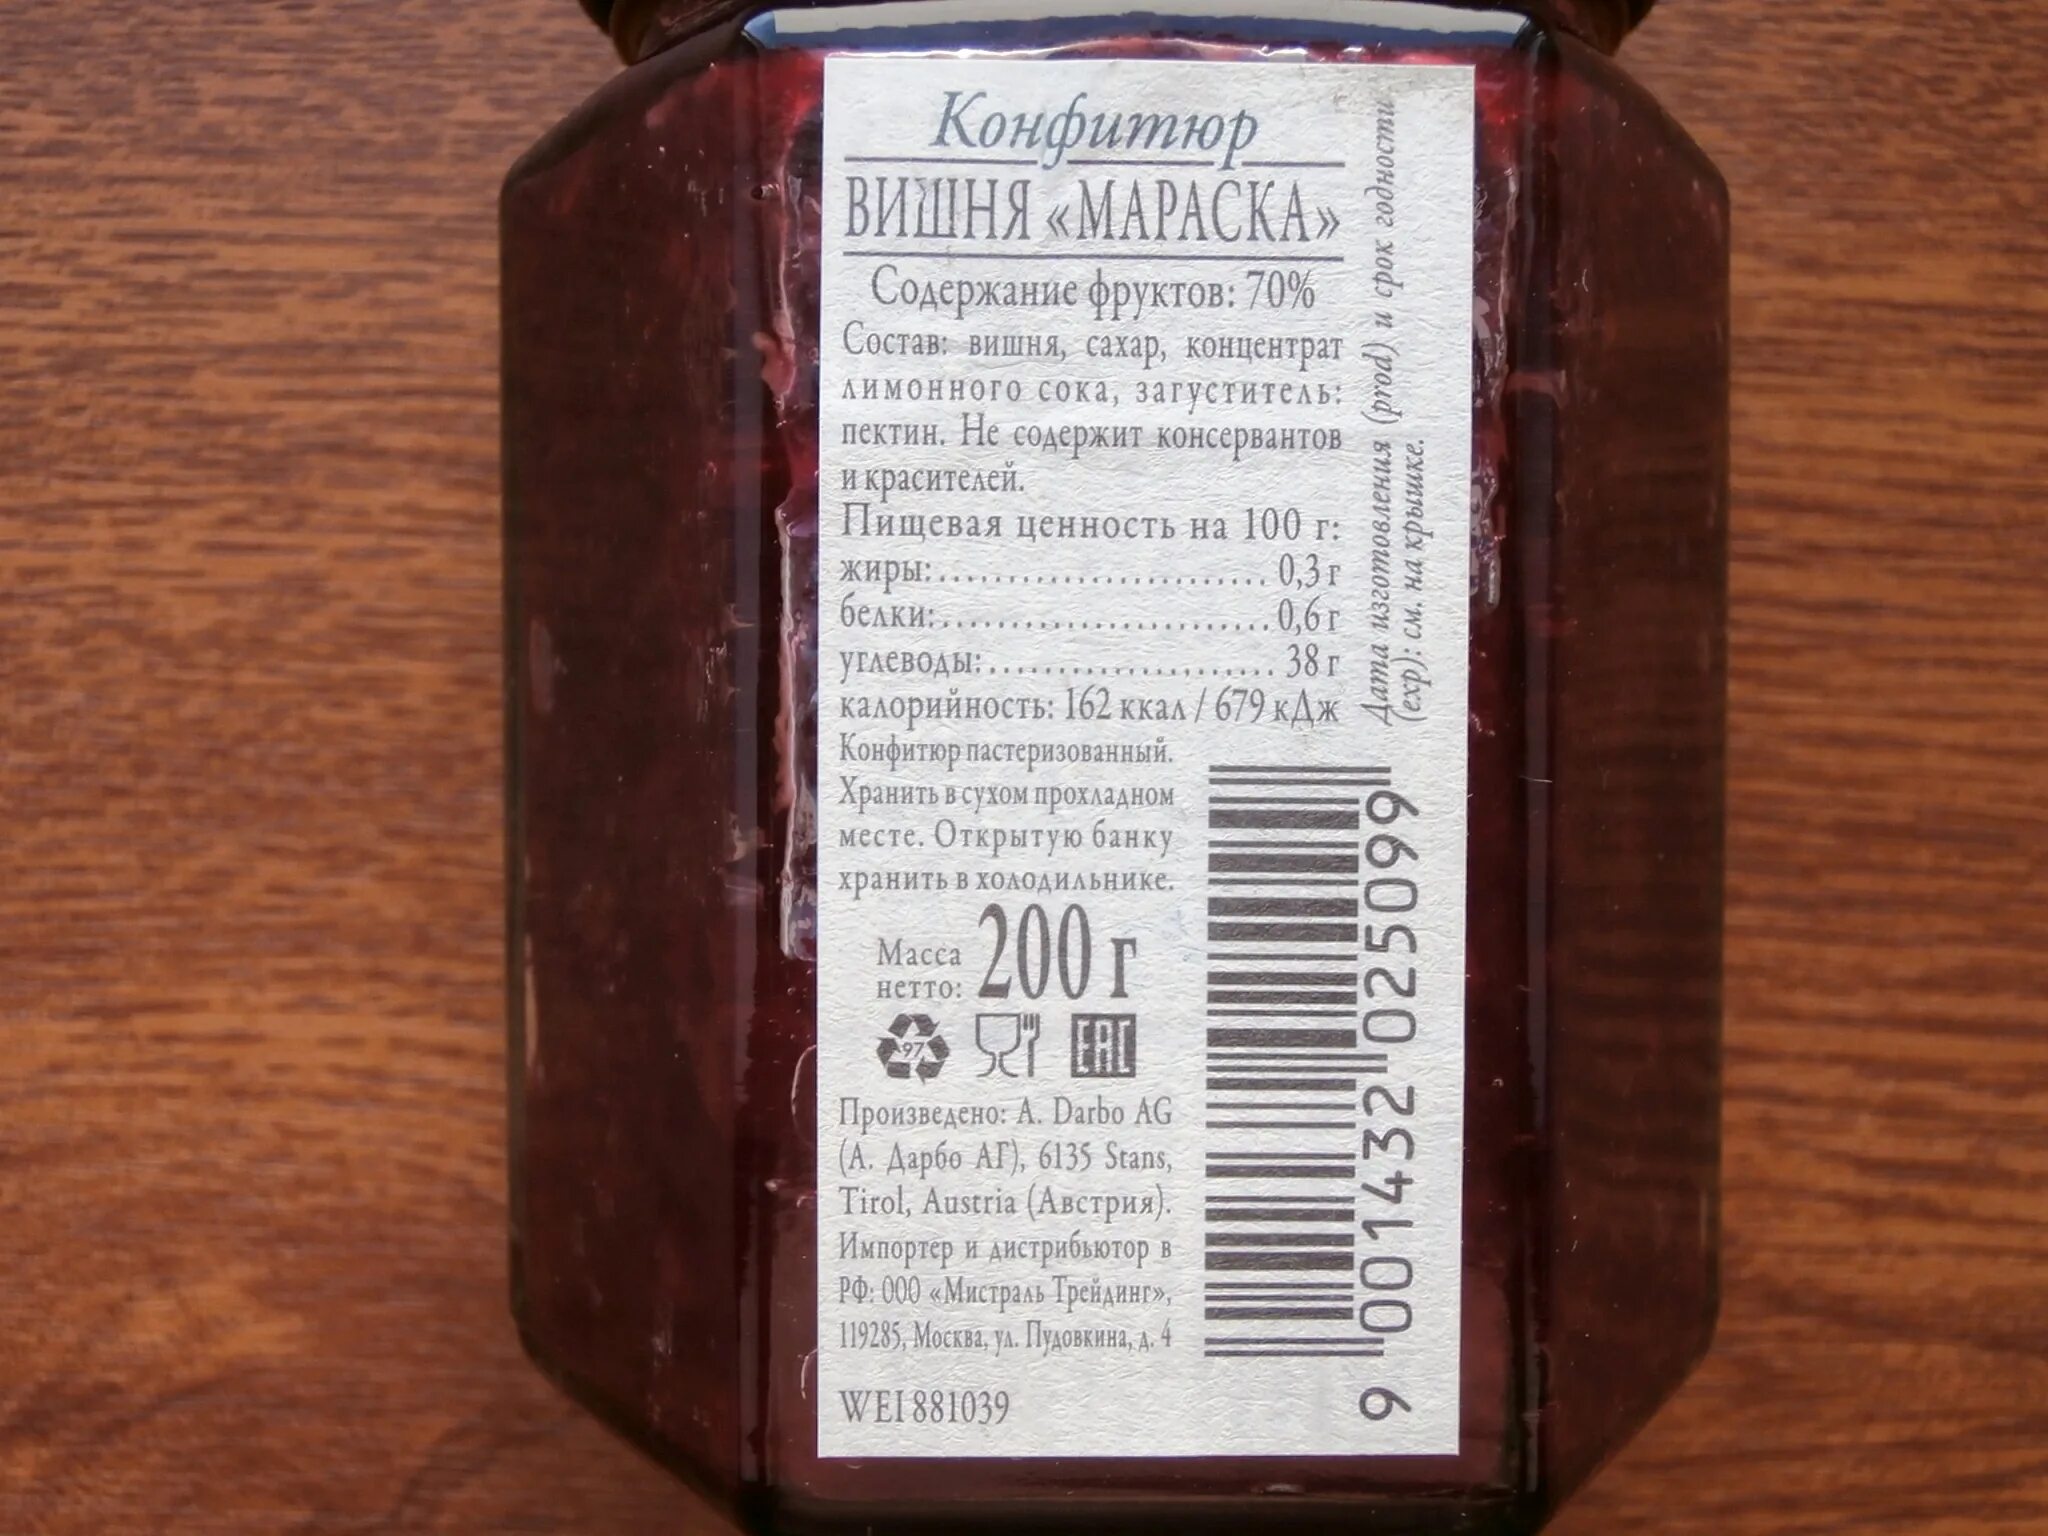 Конфитюр
ВИШНЯ «МАРАСКА»
Содержание фруктов: 70%
Состав: вишня, сахар, концентрат
лимонного сока, загуститель:
пектин. Не содержит консервантов
и красителей.
Пищевая ценность на 100 г:
жиры:.......................... 0,3 г
белки:.......................... 0,6 г
углеводы:....................... 38 г
калорийность: 162 ккал / 679 кДж
Конфитюр пастеризованный.
Хранить в сухом прохладном
месте. Открытую банку
хранить в холодильнике.
Масса
нетто: 200 г
97
EAC
Произведено: A. Darbo AG
(А. Дарбо АГ), 6135 Stans,
Tirol, Austria (Австрия).
Импортер и дистрибьютор в
РФ: ООО «Мистраль Трейдинг»,
119285, Москва, ул. Пудовкина, д. 4
WEI 881039
Дата изготовления (prod) и срок годности
(exp): см. на крышке.
9 001432 025099